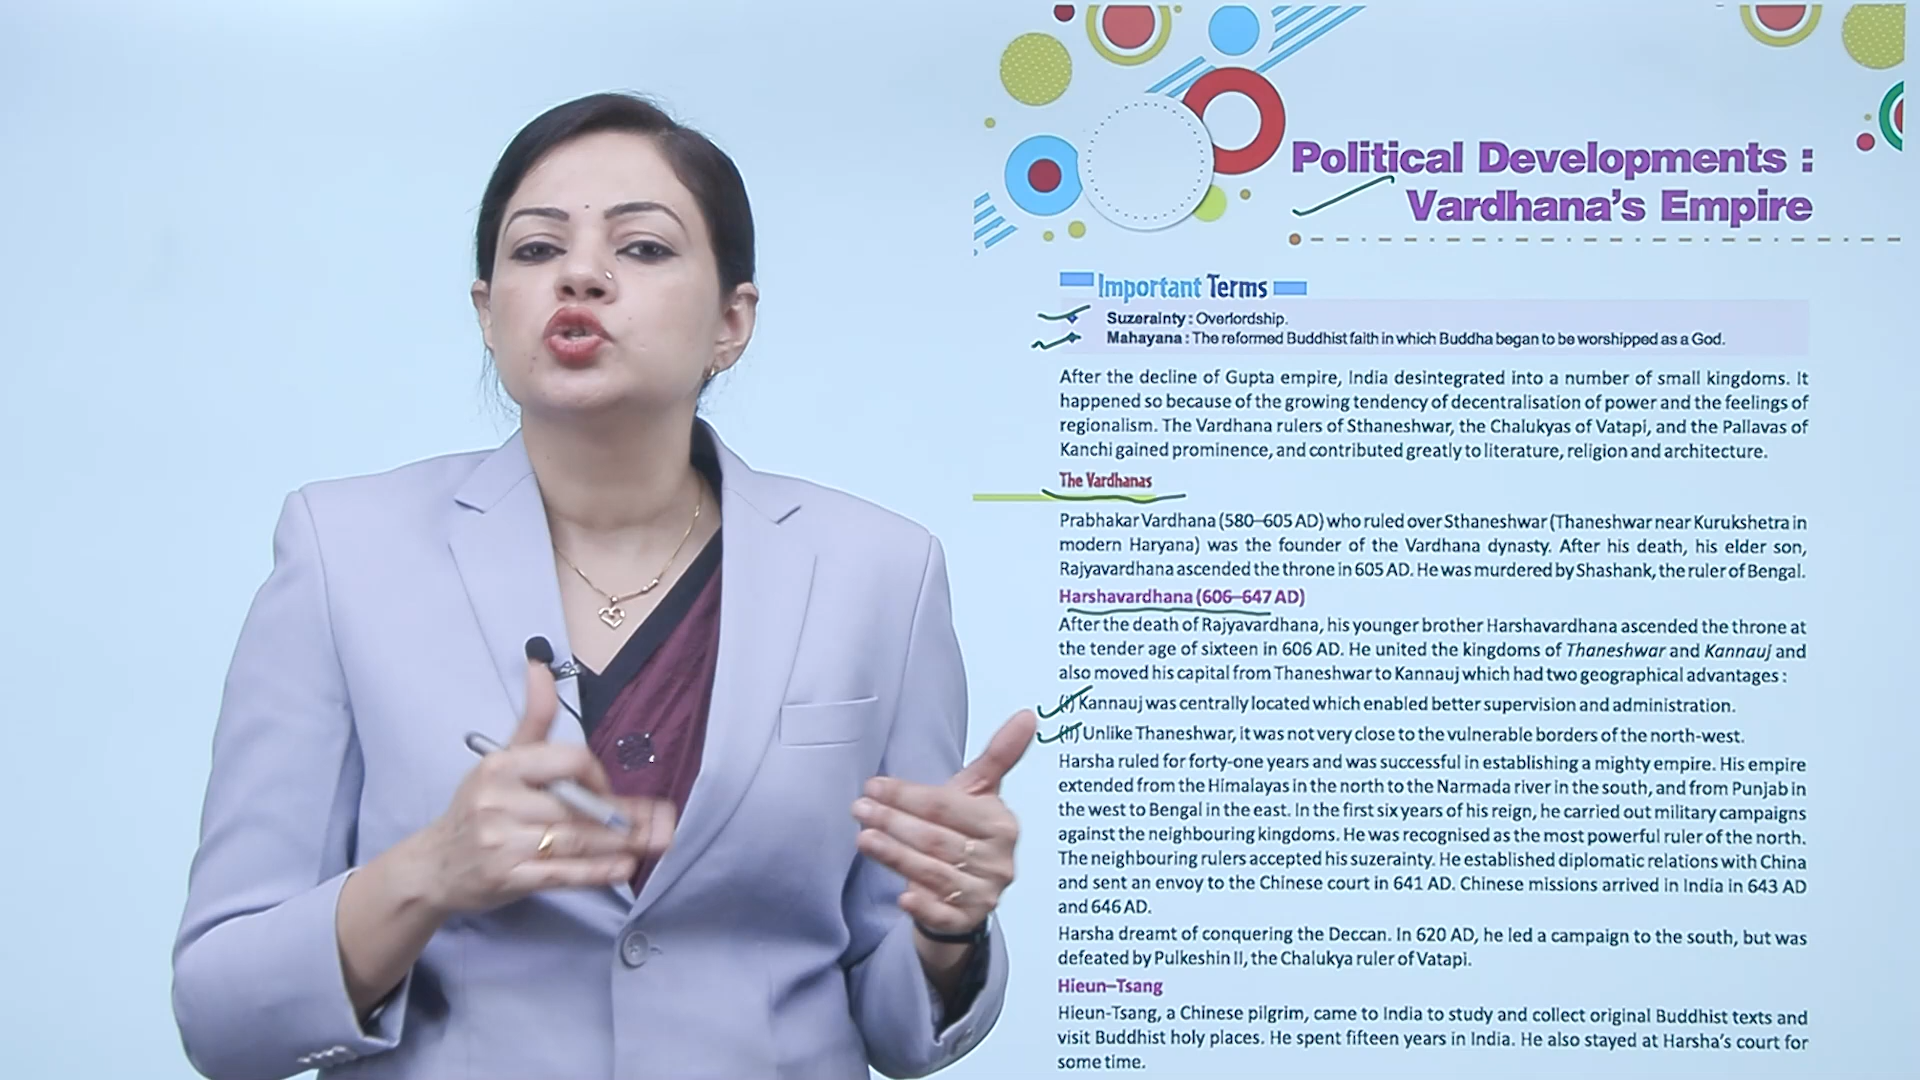 Political Developments :
Vardhana's Empire
Important Terms
Suzerainty : Overlordship.
Mahayana : The reformed Buddhist faith in which Buddha began to be worshipped as a God.
After the decline of Gupta empire, India desintegrated into a number of small kingdoms. It
happened so because of the growing tendency of decentralisation of power and the feelings of
regionalism. The Vardhana rulers of Sthaneshwar, the Chalukyas of Vatapi, and the Pallavas of
Kanchi gained prominence, and contributed greatly to literature, religion and architecture.
The Vardhanas
Prabhakar Vardhana (580–605 AD) who ruled over Sthaneshwar (Thaneshwar near Kurukshetra in
modern Haryana) was the founder of the Vardhana dynasty. After his death, his elder son,
Rajyavardhana ascended the throne in 605 AD. He was murdered by Shashank, the ruler of Bengal.
Harshavardhana (606–647 AD)
After the death of Rajyavardhana, his younger brother Harshavardhana ascended the throne at
the tender age of sixteen in 606 AD. He united the kingdoms of Thaneshwar and Kannauj and
also moved his capital from Thaneshwar to Kannauj which had two geographical advantages :
(i) Kannauj was centrally located which enabled better supervision and administration.
(ii) Unlike Thaneshwar, it was not very close to the vulnerable borders of the north-west.
Harsha ruled for forty-one years and was successful in establishing a mighty empire. His empire
extended from the Himalayas in the north to the Narmada river in the south, and from Punjab in
the west to Bengal in the east. In the first six years of his reign, he carried out military campaigns
against the neighbouring kingdoms. He was recognised as the most powerful ruler of the north.
The neighbouring rulers accepted his suzerainty. He established diplomatic relations with China
and sent an envoy to the Chinese court in 641 AD. Chinese missions arrived in India in 643 AD
and 646 AD.
Harsha dreamt of conquering the Deccan. In 620 AD, he led a campaign to the south, but was
defeated by Pulkeshin II, the Chalukya ruler of Vatapi.
Hieun–Tsang
Hieun-Tsang, a Chinese pilgrim, came to India to study and collect original Buddhist texts and
visit Buddhist holy places. He spent fifteen years in India. He also stayed at Harsha's court for
some time.